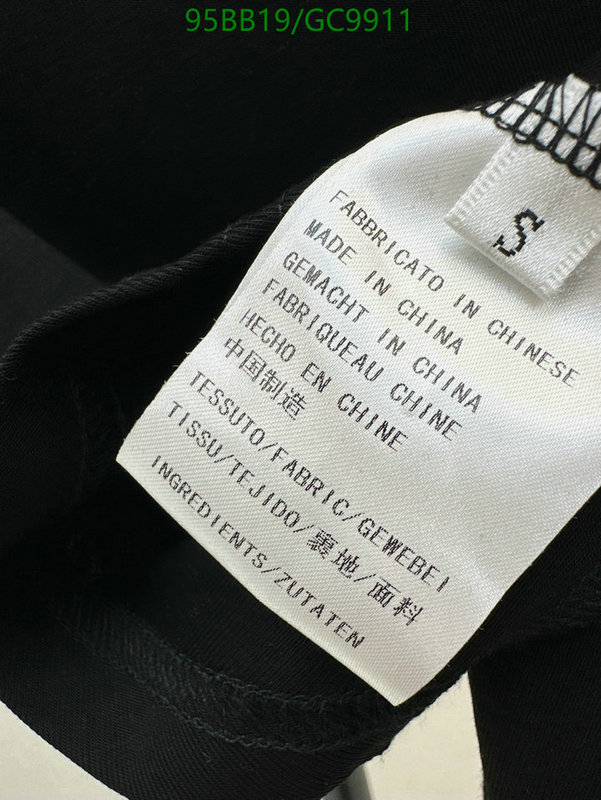 95BB19/GC9911
S
FABBRICATO IN CHINESE
MADE IN CHINA
GEMACHT IN CHINA
FABRIQUEAU CHINE
HECHO EN CHINE
中国制造
TESSUTO/FABRIC/GEWEBEI
TISSU/TEJIDO/裏地/面料
INGREDIENTS/ZUTATEN